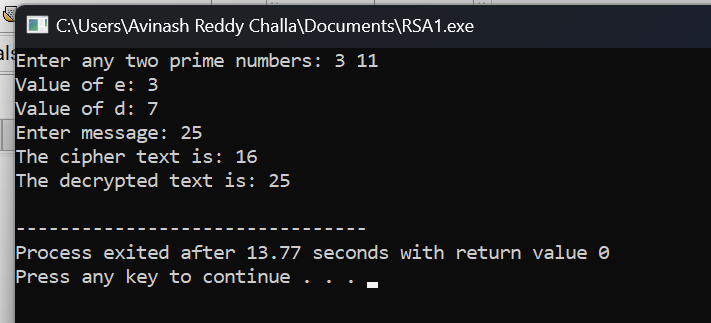 C:\Users\Avinash Reddy Challa\Documents\RSA1.exe
als
Enter any two prime numbers: 3 11
Value of e: 3
Value of d: 7
Enter message: 25
The cipher text is: 16
The decrypted text is: 25
--------------------------------
Process exited after 13.77 seconds with return value 0
Press any key to continue . . .